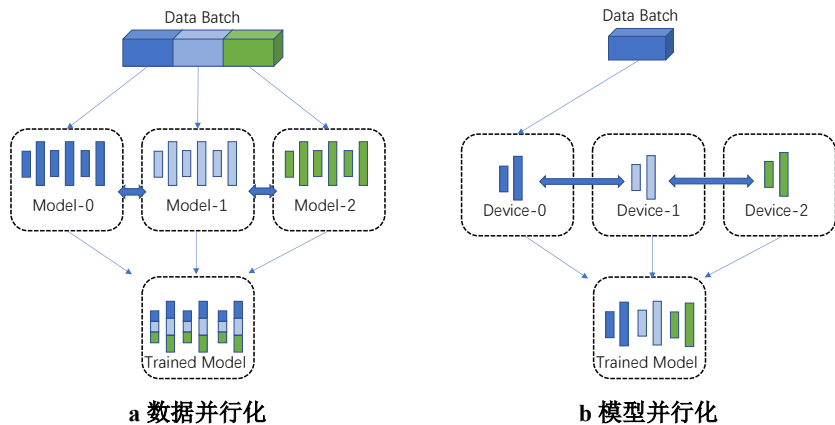 Data Batch
Model-0
Model-1
Model-2
Trained Model
a 数据并行化
Data Batch
Device-0
Device-1
Device-2
Trained Model
b 模型并行化